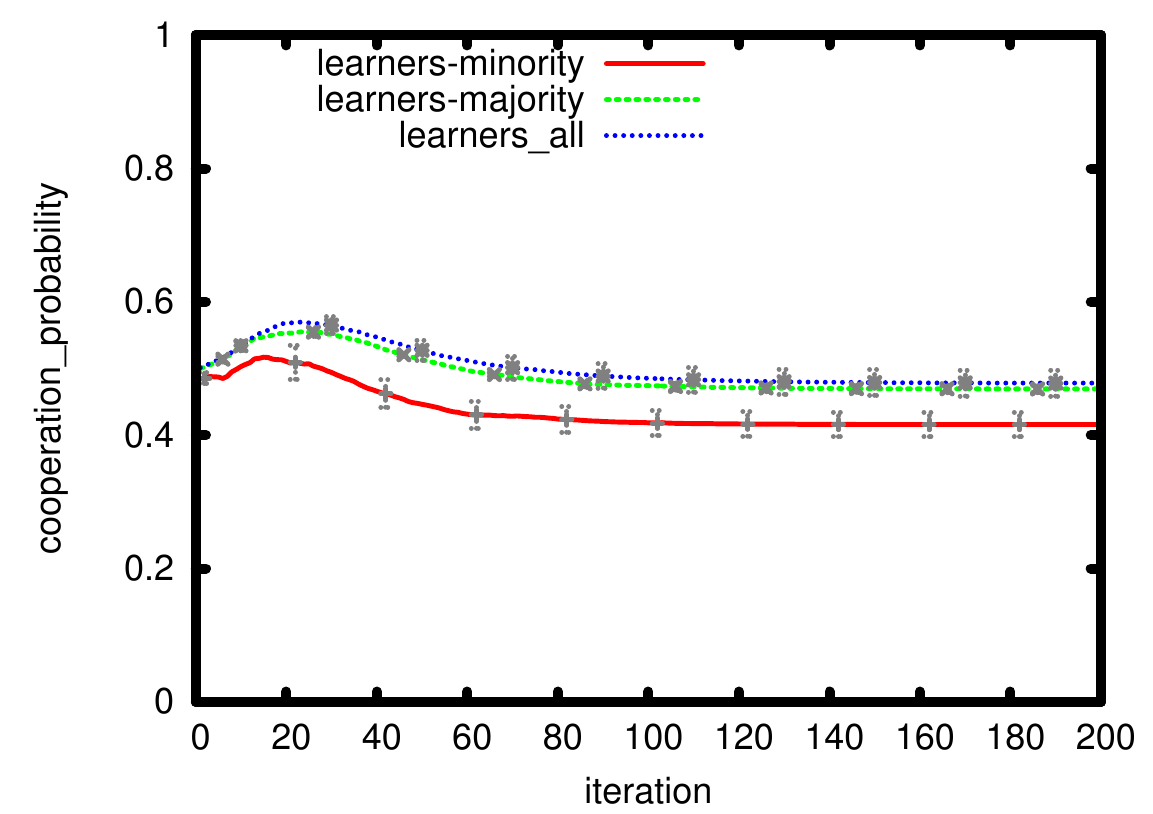 1
0.8
0.6
0.4
0.2
0
cooperation_probability
learners-minority
learners-majority
learners_all
0 20 40 60 80 100 120 140 160 180 200
iteration